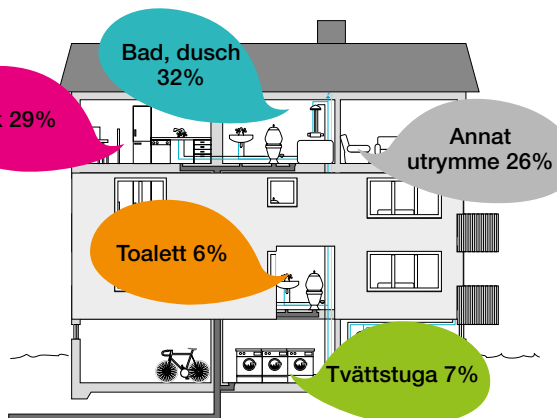 Bad, dusch
32%
29%
Annat
utrymme 26%
Toalett 6%
Tvättstuga 7%